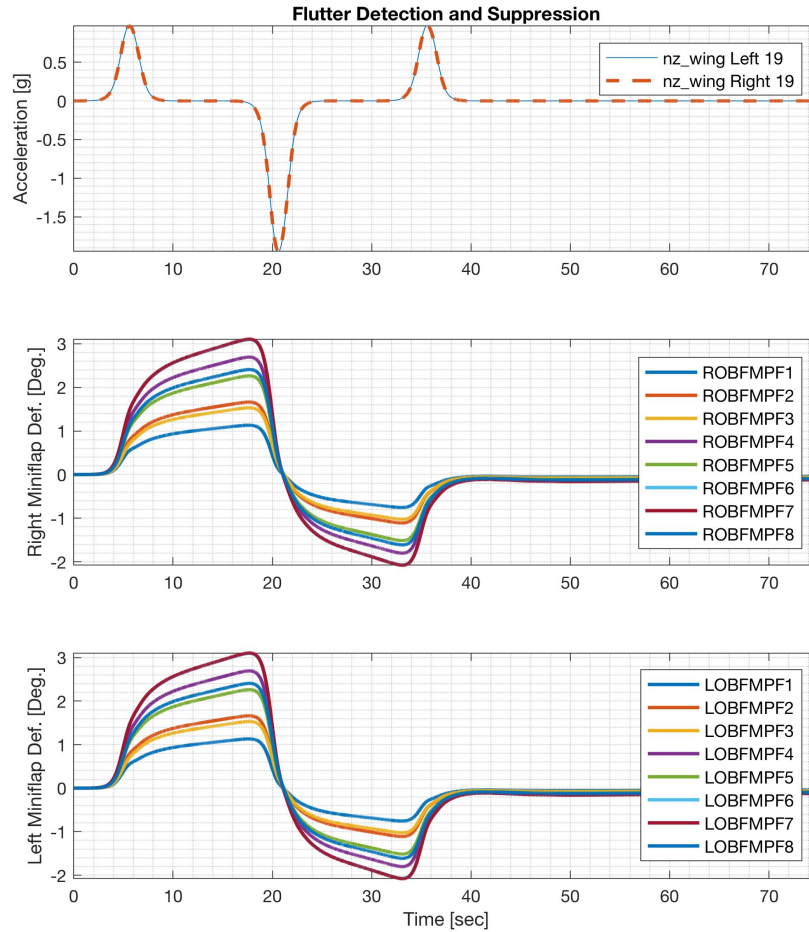 Flutter Detection and Suppression
Acceleration [g]
0.5
0
-0.5
-1
-1.5
nz_wing Left 19
nz_wing Right 19
0 10 20 30 40 50 60 70
Right Miniflap Def. [Deg.]
3
2
1
0
-1
-2
ROBFMPF1
ROBFMPF2
ROBFMPF3
ROBFMPF4
ROBFMPF5
ROBFMPF6
ROBFMPF7
ROBFMPF8
0 10 20 30 40 50 60 70
Left Miniflap Def. [Deg.]
3
2
1
0
-1
-2
LOBFMPF1
LOBFMPF2
LOBFMPF3
LOBFMPF4
LOBFMPF5
LOBFMPF6
LOBFMPF7
LOBFMPF8
0 10 20 30 40 50 60 70
Time [sec]